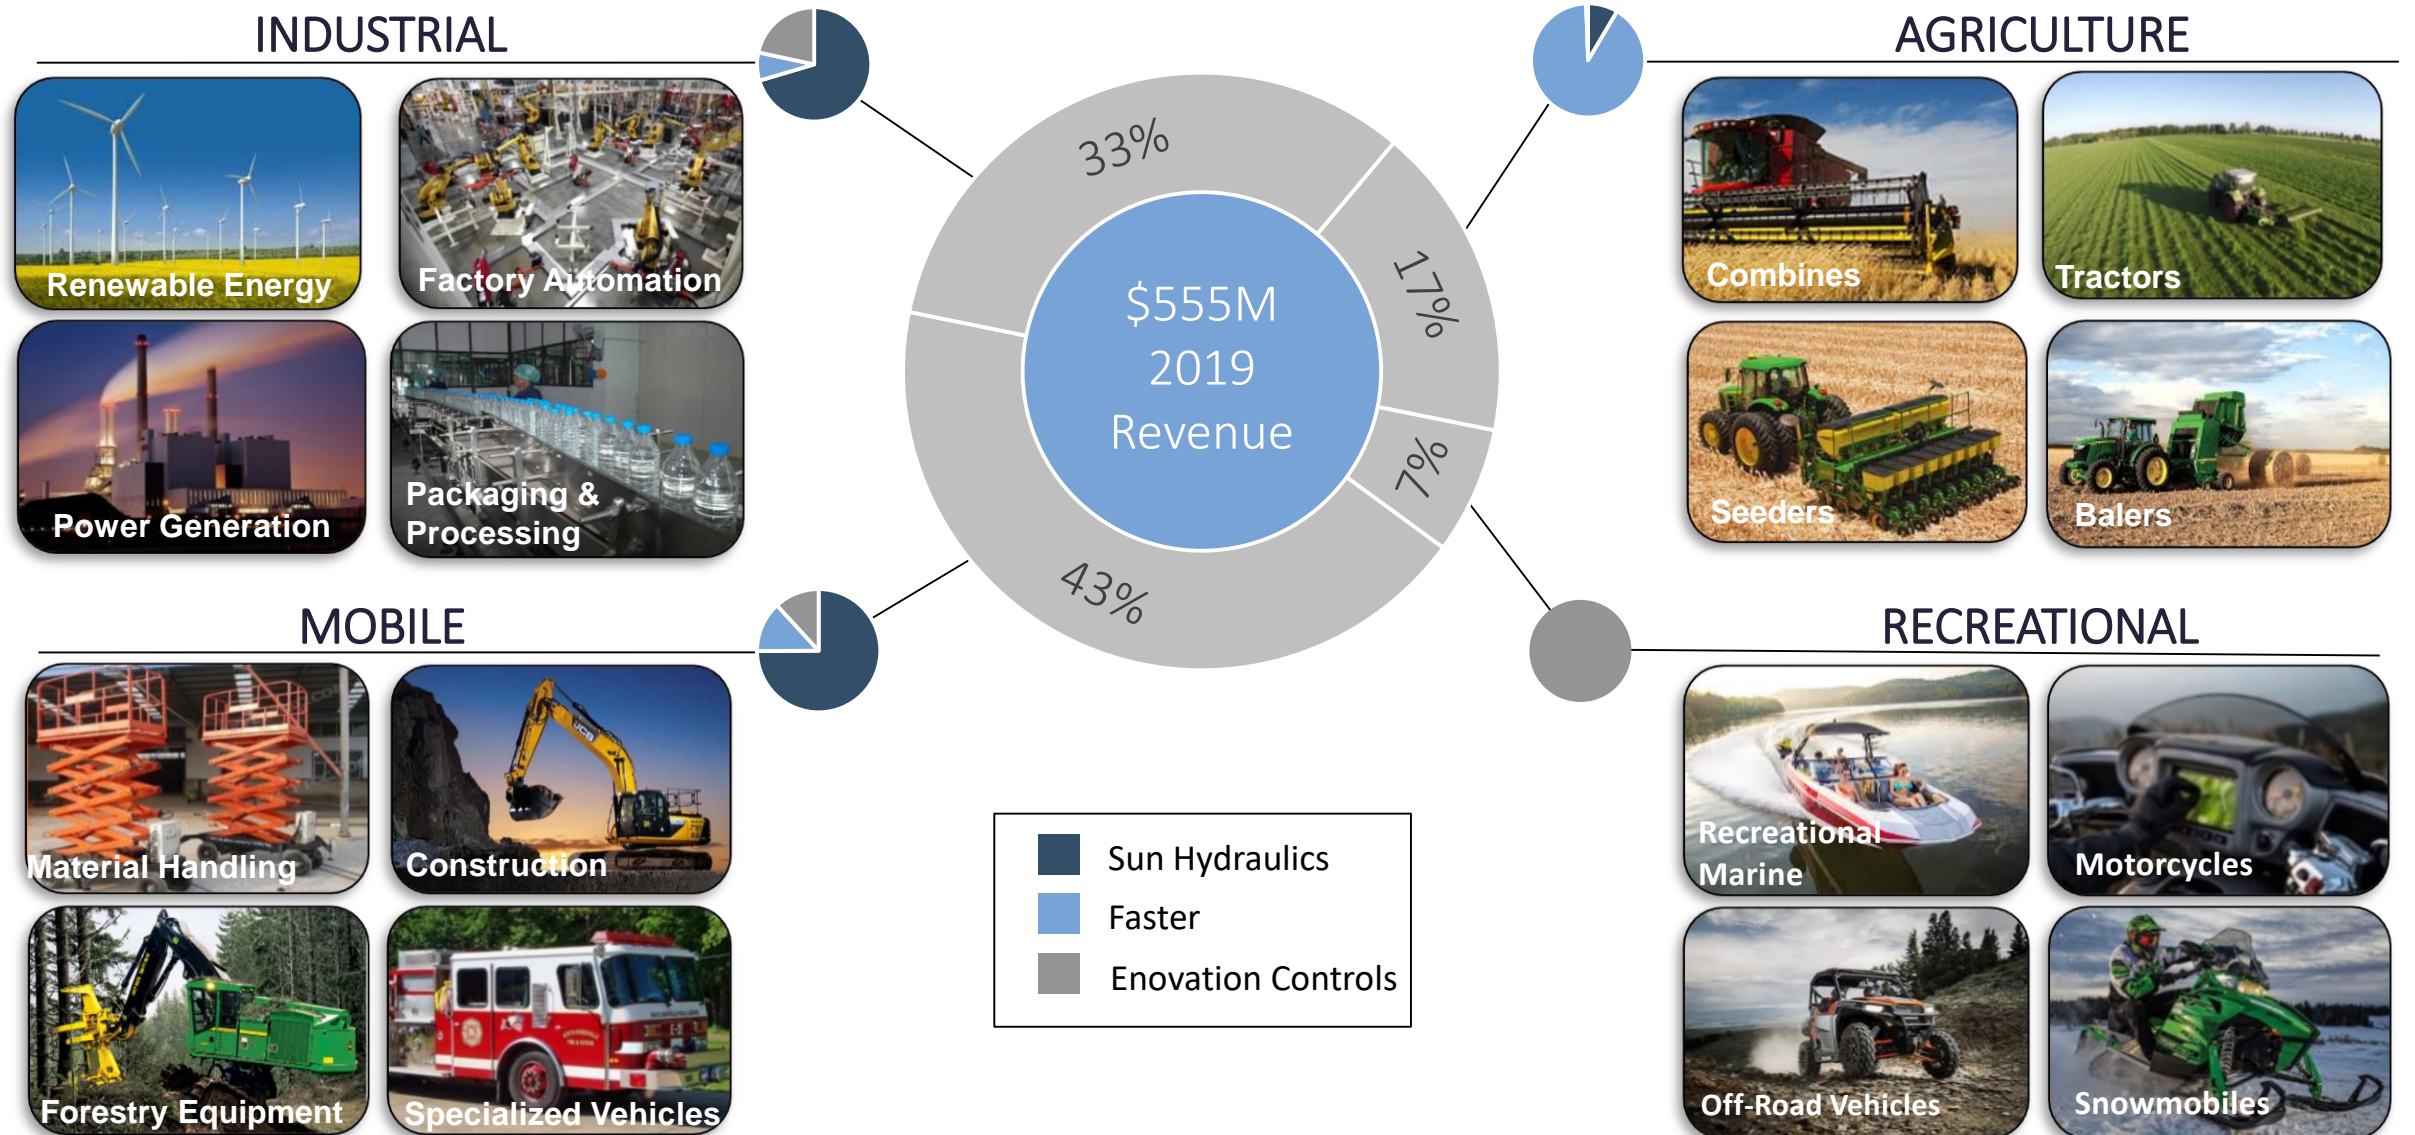 INDUSTRIAL
Renewable Energy
Factory Automation
Power Generation
Packaging &
Processing
MOBILE
Material Handling
Construction
JCB
Forestry Equipment
Specialized Vehicles
33%
17%
7%
43%
$555M
2019
Revenue
Sun Hydraulics
Faster
Enovation Controls
AGRICULTURE
Combines
Tractors
Seeders
Balers
RECREATIONAL
Recreational
Marine
Motorcycles
Off-Road Vehicles
Snowmobiles